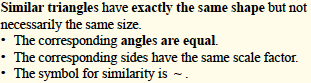 Similar triangles have exactly the same shape but not
necessarily the same size.
• The corresponding angles are equal.
• The corresponding sides have the same scale factor.
• The symbol for similarity is ~ .